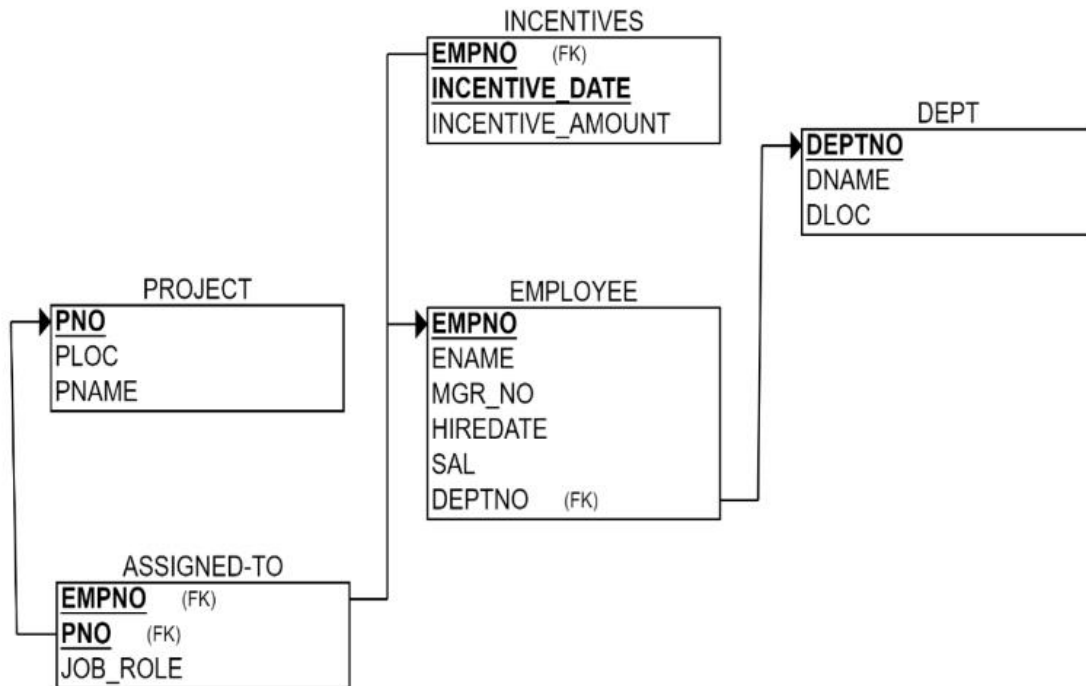 INCENTIVES
EMPNO (FK)
INCENTIVE_DATE
INCENTIVE_AMOUNT
DEPT
DEPTNO
DNAME
DLOC
PROJECT
PNO
PLOC
PNAME
EMPLOYEE
EMPNO
ENAME
MGR_NO
HIREDATE
SAL
DEPTNO (FK)
ASSIGNED-TO
EMPNO (FK)
PNO (FK)
JOB_ROLE